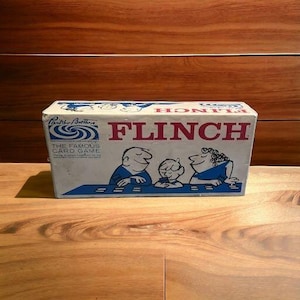 FLINCH
Parker Brothers
FLINCH
THE FAMOUS
CARD GAME